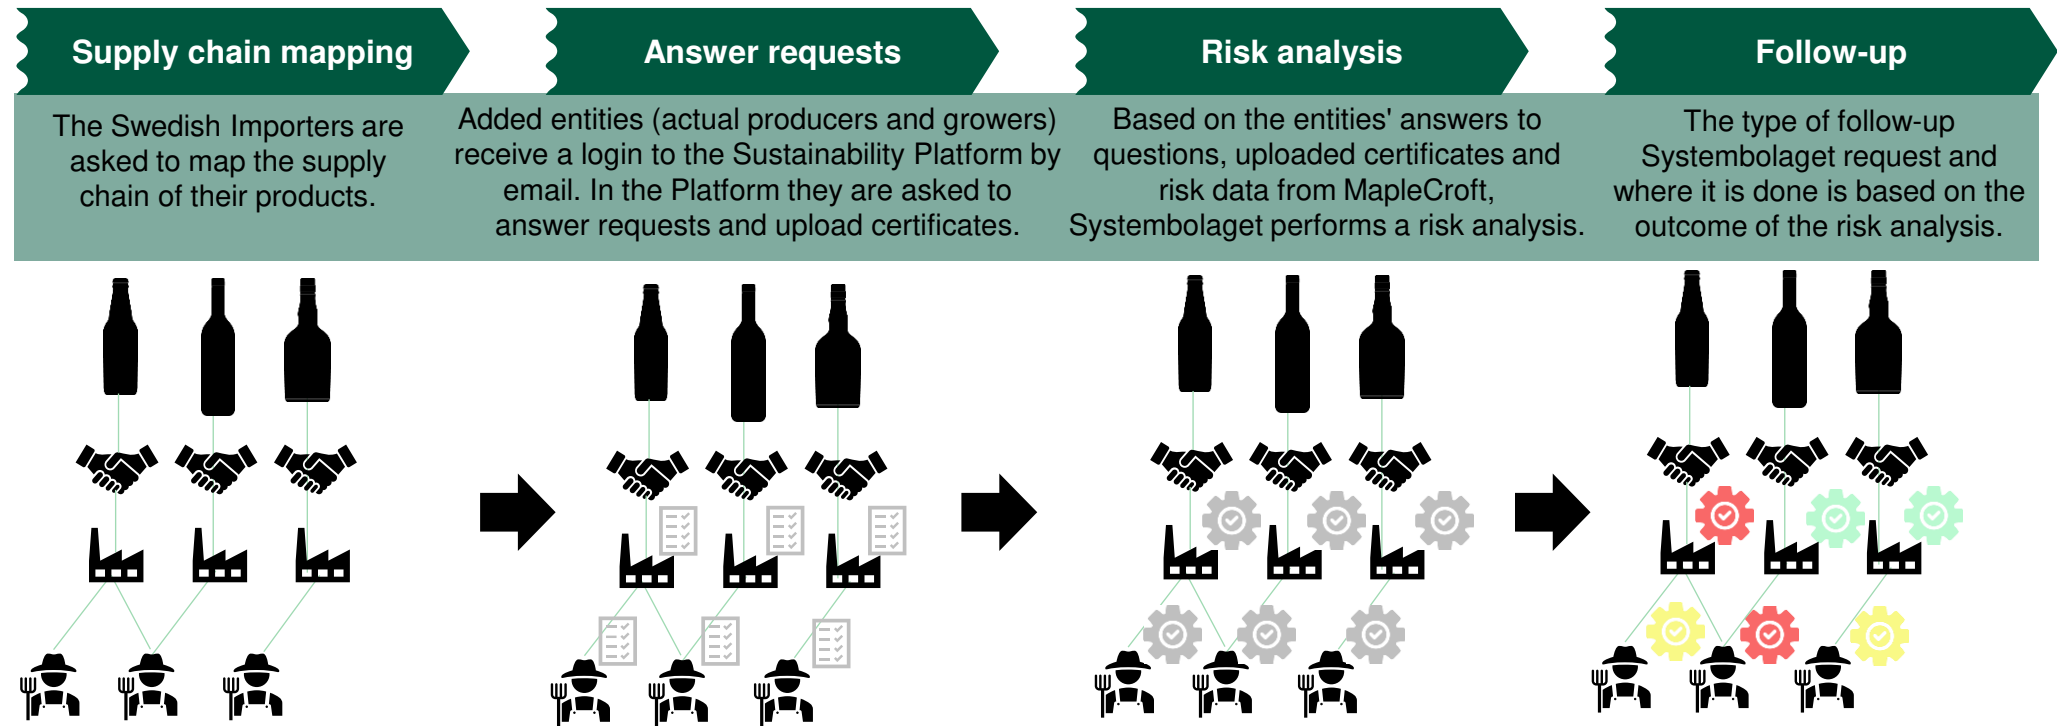 Supply chain mapping
The Swedish Importers are
asked to map the supply
chain of their products.
Answer requests
Added entities (actual producers and growers)
receive a login to the Sustainability Platform by
email. In the Platform they are asked to
answer requests and upload certificates.
Risk analysis
Based on the entities' answers to
questions, uploaded certificates and
risk data from MapleCroft,
Systembolaget performs a risk analysis.
Follow-up
The type of follow-up
Systembolaget request and
where it is done is based on the
outcome of the risk analysis.